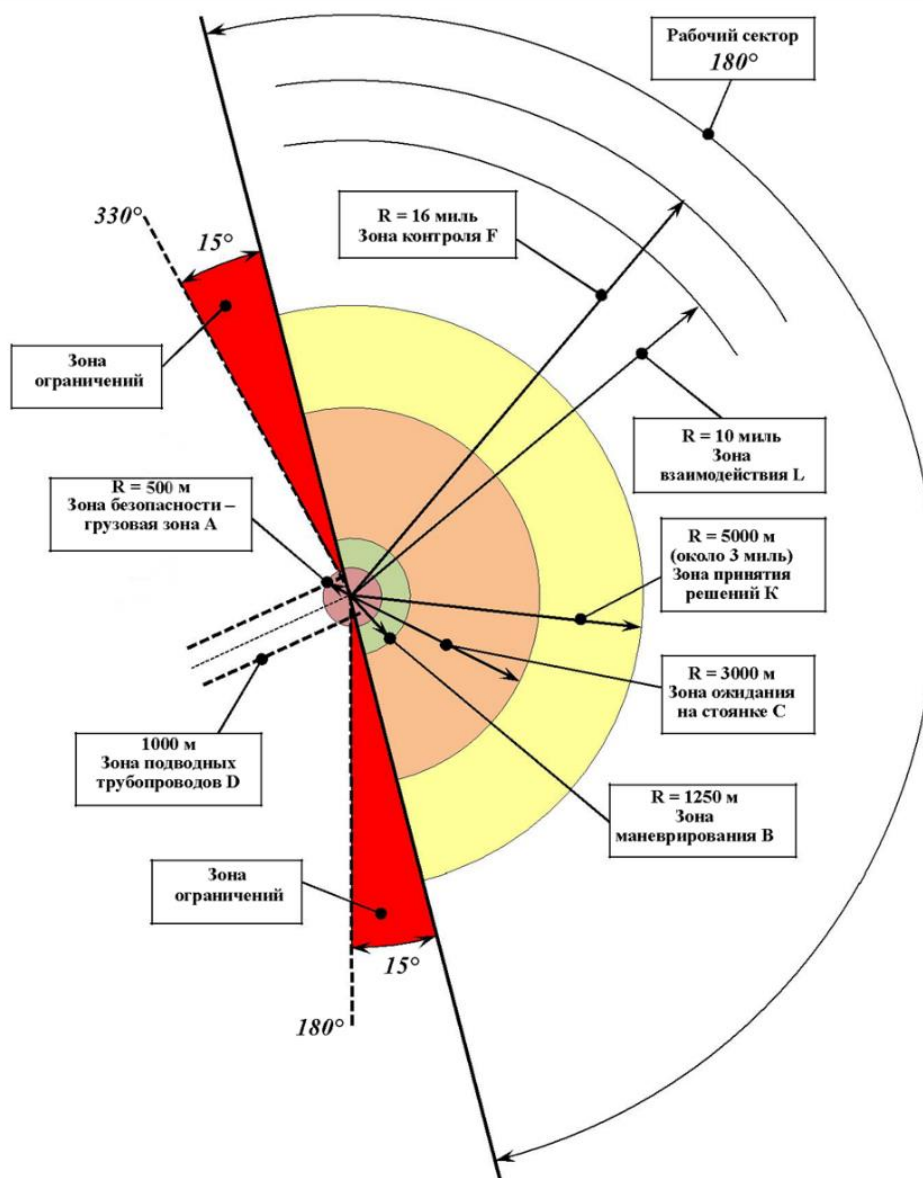 Рабочий сектор
180°
R = 16 миль
Зона контроля F
330°
15°
Зона
ограничений
R = 10 миль
Зона
взаимодействия L
R = 500 м
Зона безопасности –
грузовая зона A
R = 5000 м
(около 3 миль)
Зона принятия
решений К
R = 3000 м
Зона ожидания
на стоянке С
1000 м
Зона подводных
трубопроводов D
R = 1250 м
Зона
маневрирования В
Зона
ограничений
15°
180°